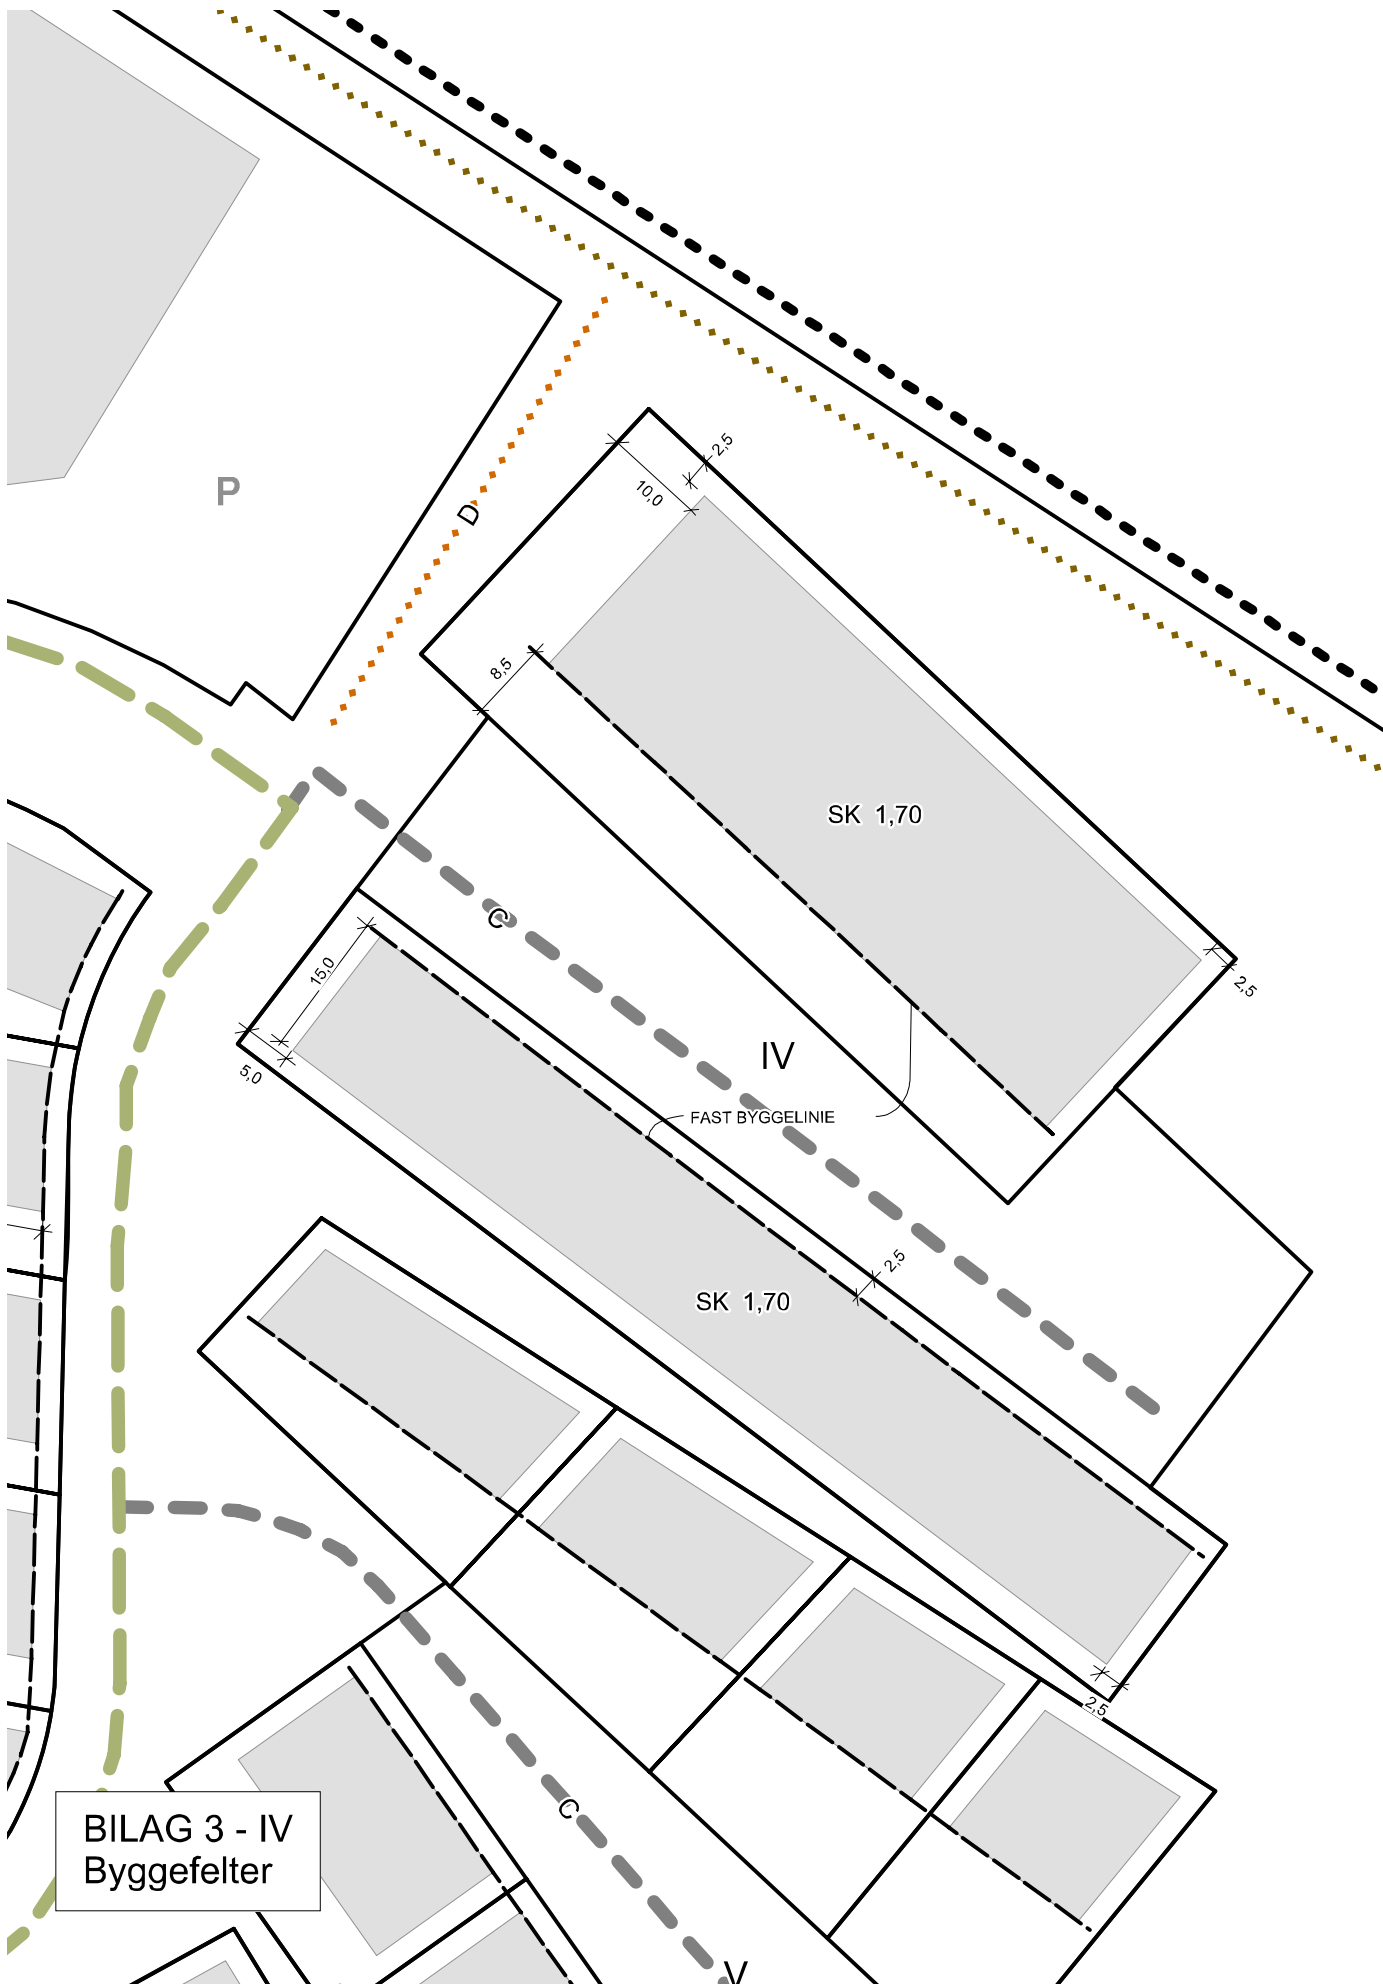 2,5
10,0
P
D
8,5
SK 1,70
C
15,0
2,5
IV
5,0
FAST BYGGELINIE
2,5
SK 1,70
2,5
C
BILAG 3 - IV
Byggefelter
V